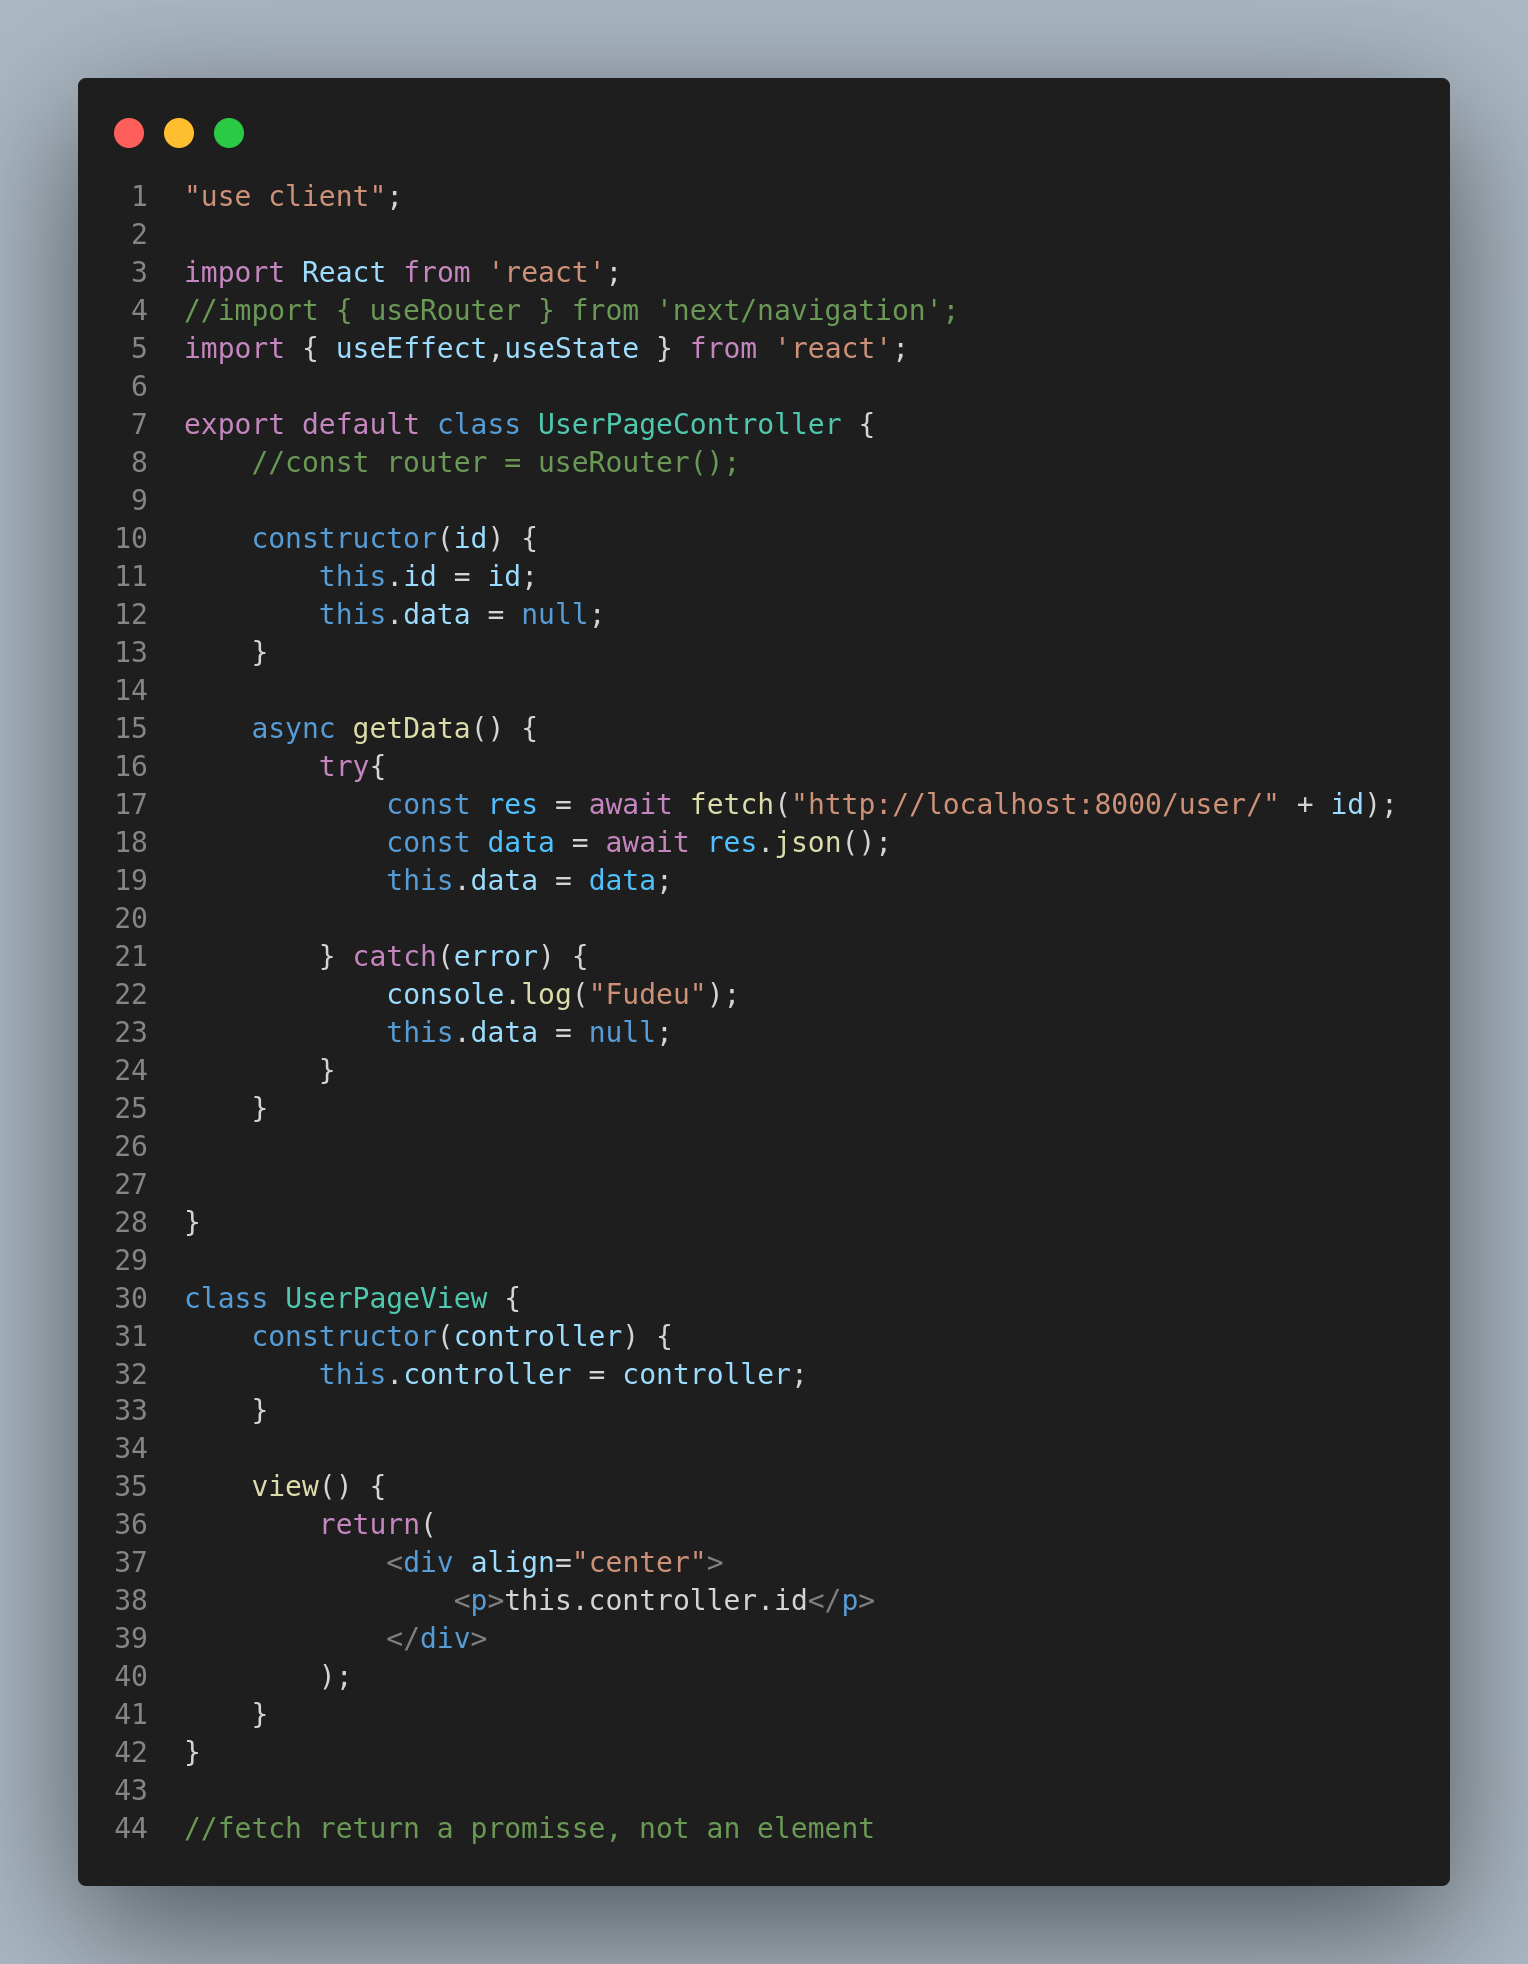 1 "use client";
2
3 import React from 'react';
4 //import { useRouter } from 'next/navigation';
5 import { useEffect,useState } from 'react';
6
7 export default class UserPageController {
8     //const router = useRouter();
9
10     constructor(id) {
11         this.id = id;
12         this.data = null;
13     }
14
15     async getData() {
16         try{
17             const res = await fetch("http://localhost:8000/user/" + id);
18             const data = await res.json();
19             this.data = data;
20
21         } catch(error) {
22             console.log("Fudeu");
23             this.data = null;
24         }
25     }
26
27
28 }
29
30 class UserPageView {
31     constructor(controller) {
32         this.controller = controller;
33     }
34
35     view() {
36         return(
37             <div align="center">
38                 <p>this.controller.id</p>
39             </div>
40         );
41     }
42 }
43
44 //fetch return a promisse, not an element